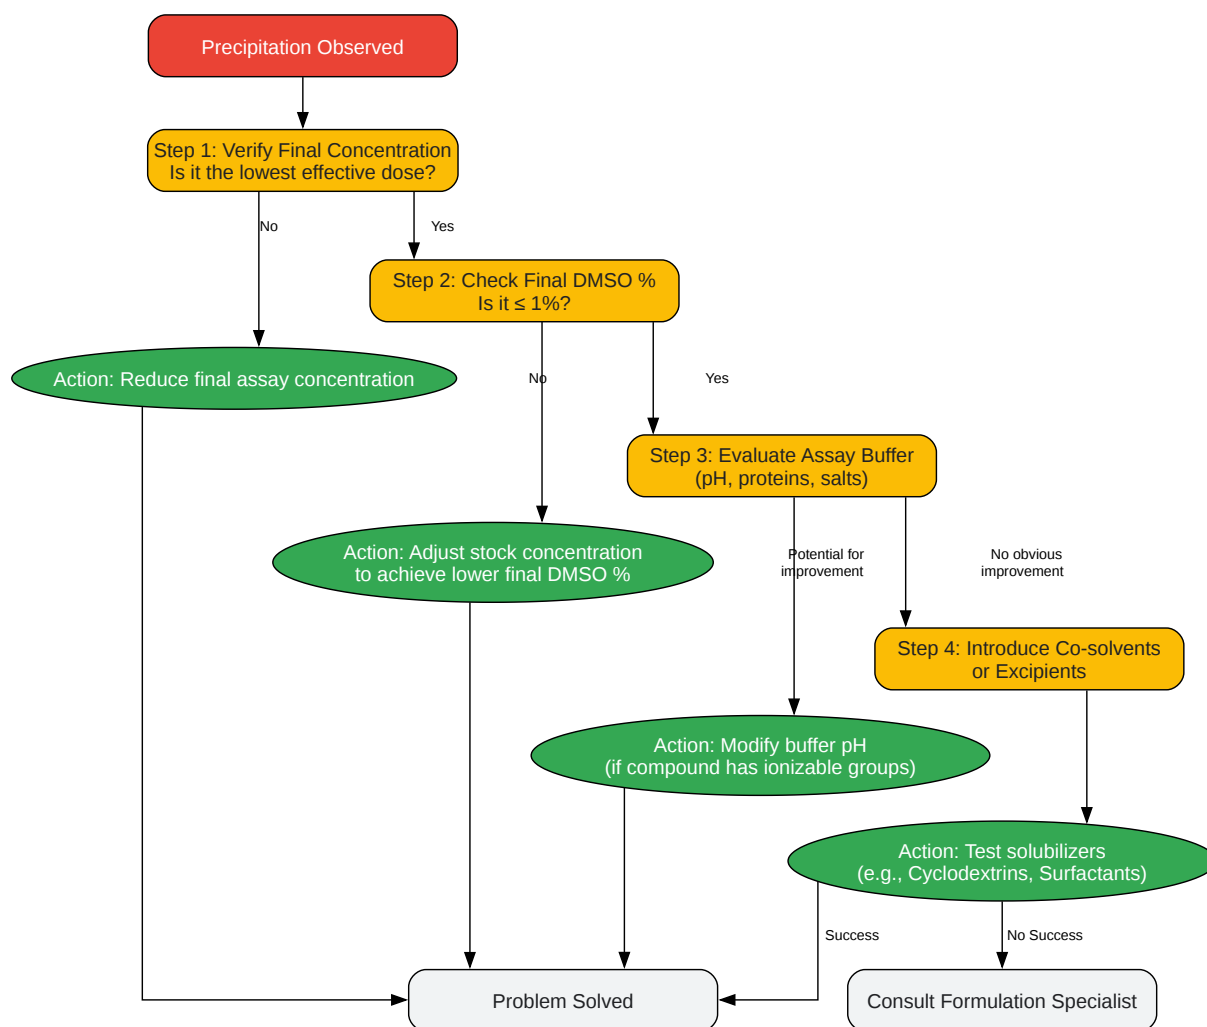 Precipitation Observed
Step 1: Verify Final Concentration
Is it the lowest effective dose?
No
Yes
Step 2: Check Final DMSO %
Is it ≤ 1%?
Action: Reduce final assay concentration
No
Yes
Step 3: Evaluate Assay Buffer
(pH, proteins, salts)
Action: Adjust stock concentration
to achieve lower final DMSO %
Potential for
improvement
No obvious
improvement
Step 4: Introduce Co-solvents
or Excipients
Action: Modify buffer pH
(if compound has ionizable groups)
Action: Test solubilizers
(e.g., Cyclodextrins, Surfactants)
Success
No Success
Problem Solved
Consult Formulation Specialist